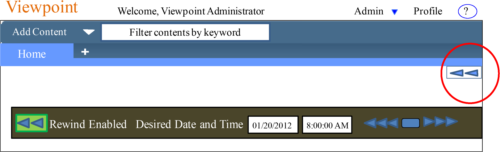 Viewpoint Welcome, Viewpoint Administrator Admin Profile ?
Add Content Filter contents by keyword
Home +
Rewind Enabled Desired Date and Time 01/20/2012 8:00:00 AM